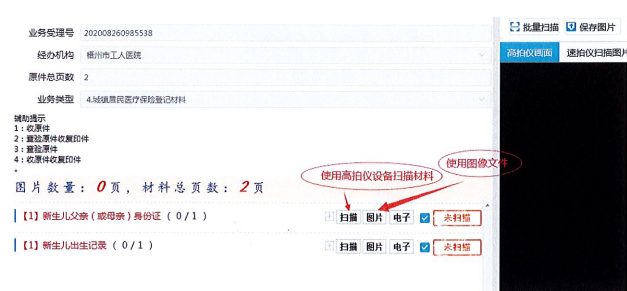 业务受理号 202008260985538
批量扫描 保存图片
经办机构 梧州市工人医院
高拍仪画面 速拍仪扫描图片
原件总页数 2
业务类型 4.城镇居民医疗保险登记材料
辅助提示
1：收原件
2：查验原件收复印件
3：查验原件
4：收原件收复印件
。
使用图像文件
使用高拍仪设备扫描材料
图片数量：0页，材料总页数：2页
【1】新生儿父亲（或母亲）身份证（0/1） 扫描 图片 电子 未扫描
【1】新生儿出生记录（0/1） 扫描 图片 电子 未扫描